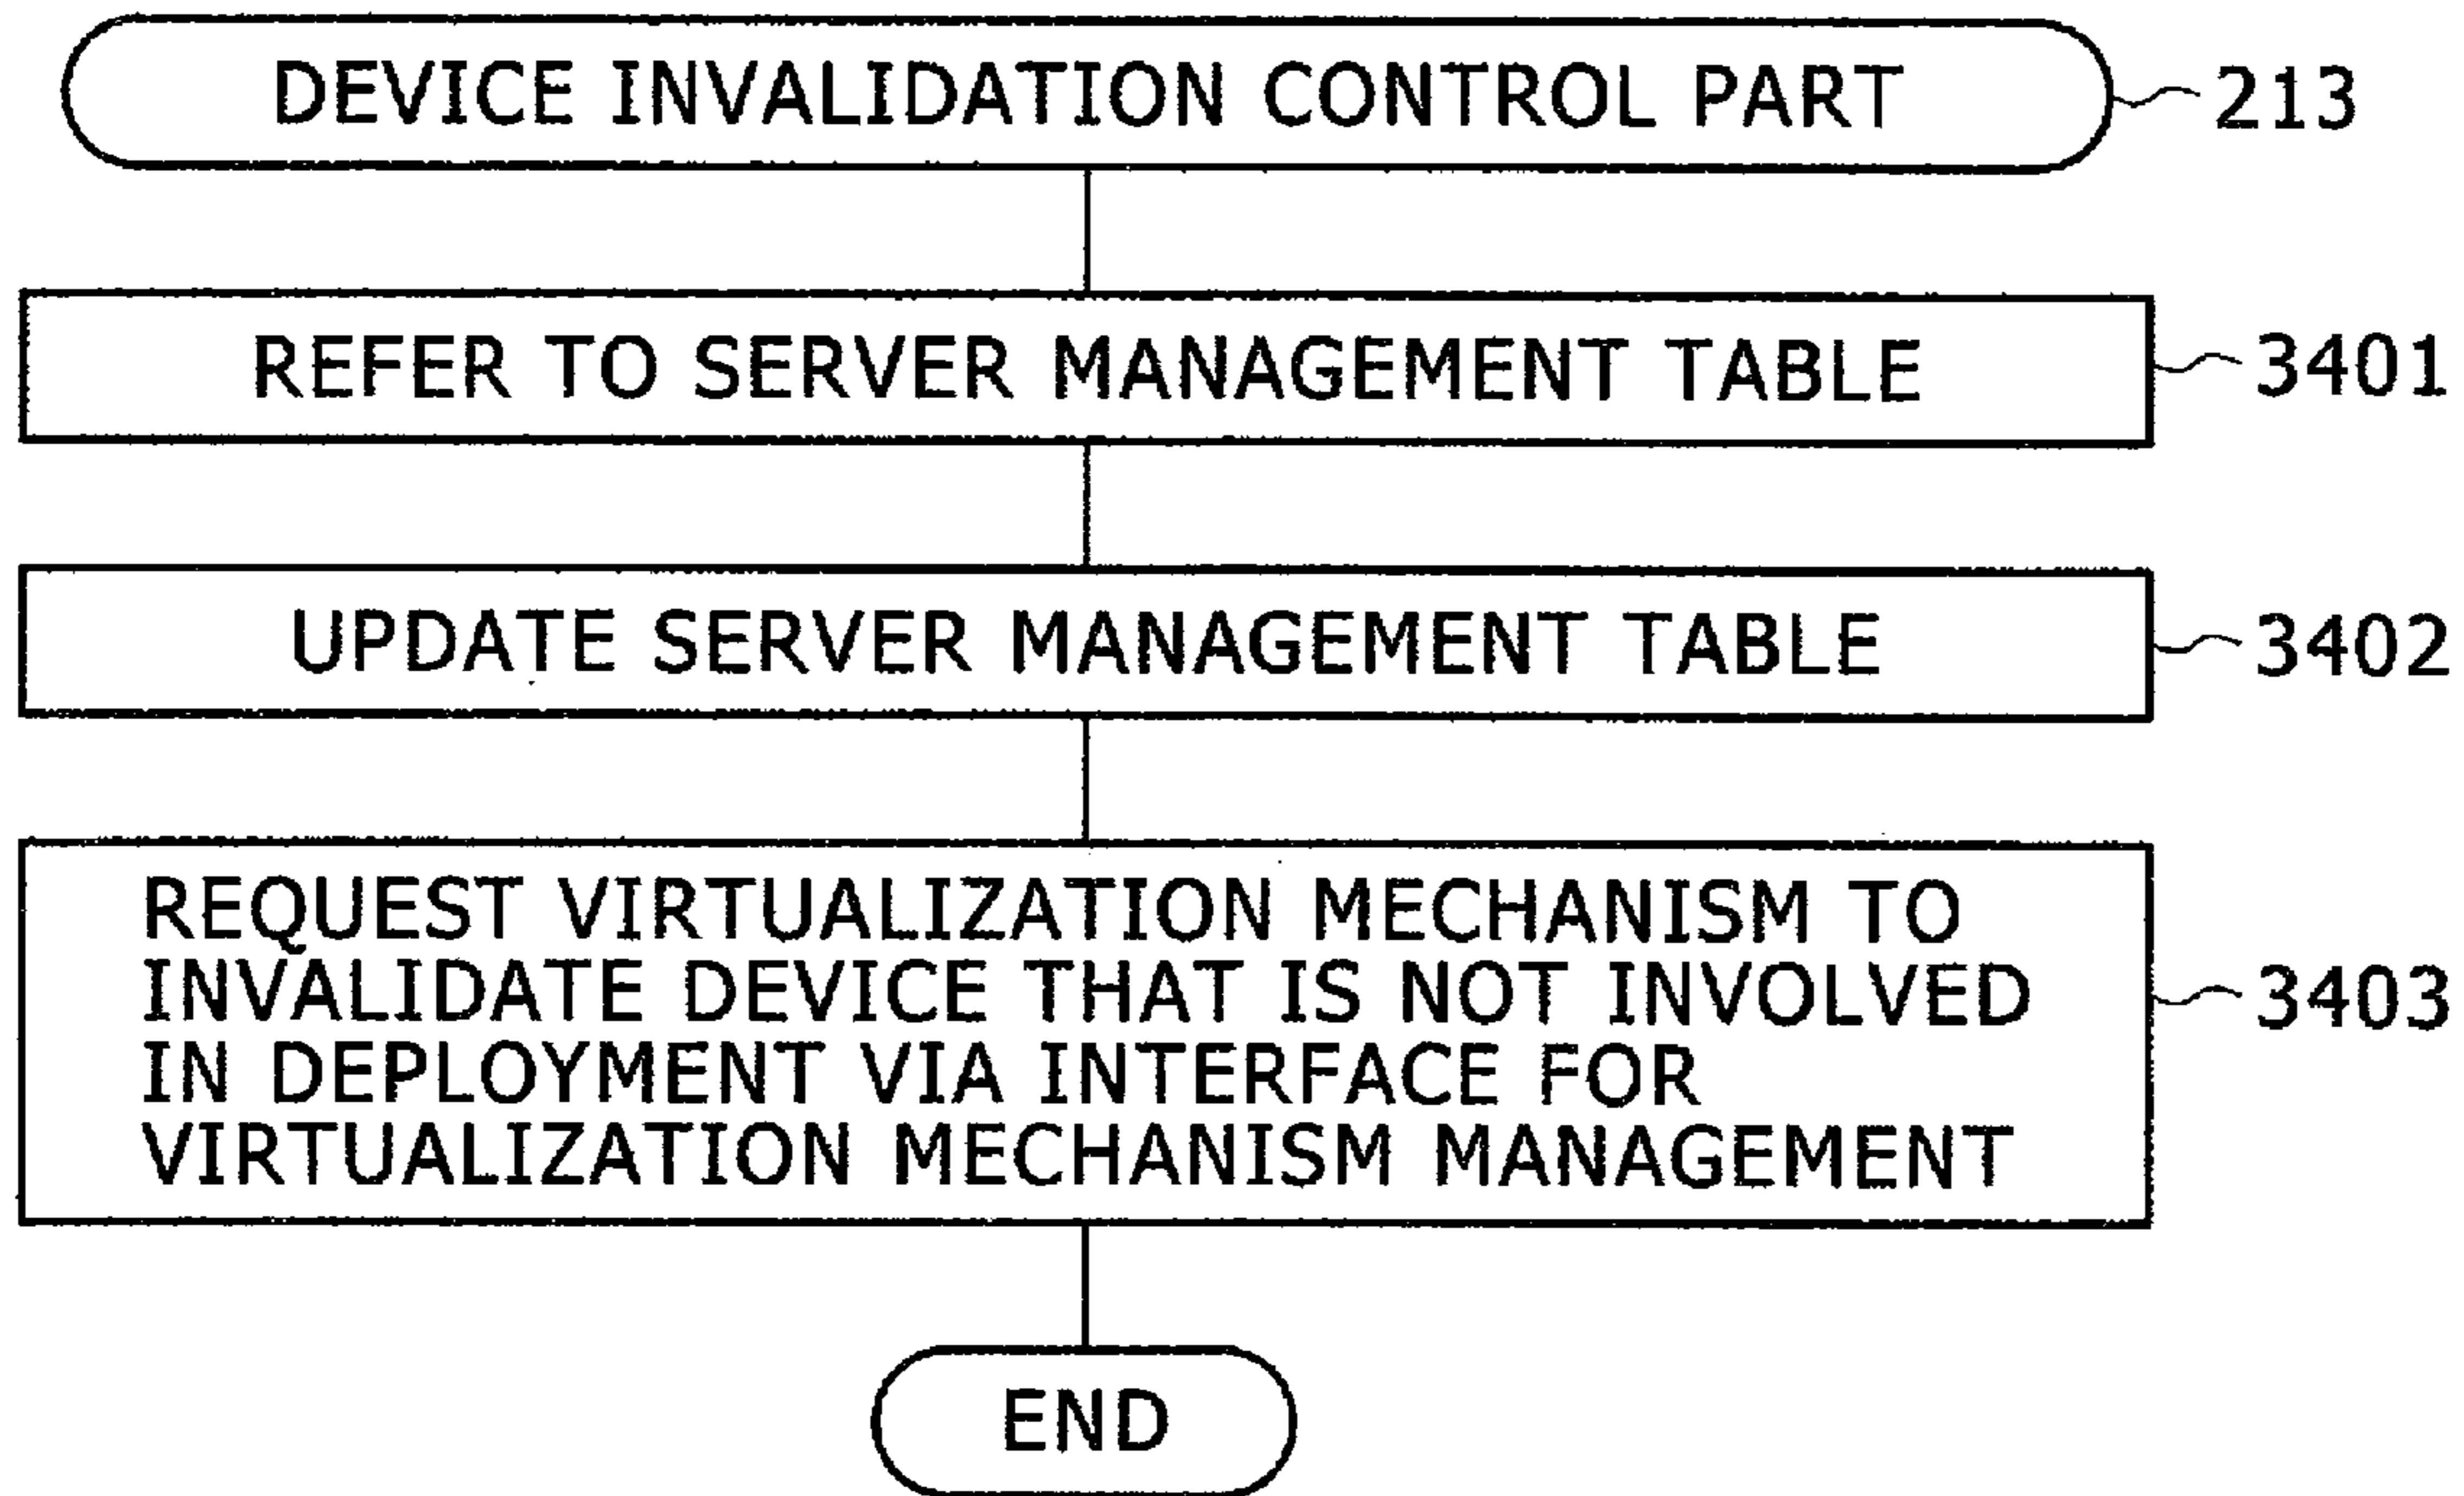 DEVICE INVALIDATION CONTROL PART
213
REFER TO SERVER MANAGEMENT TABLE
3401
UPDATE SERVER MANAGEMENT TABLE
3402
REQUEST VIRTUALIZATION MECHANISM TO
INVALIDATE DEVICE THAT IS NOT INVOLVED
IN DEPLOYMENT VIA INTERFACE FOR
VIRTUALIZATION MECHANISM MANAGEMENT
3403
END